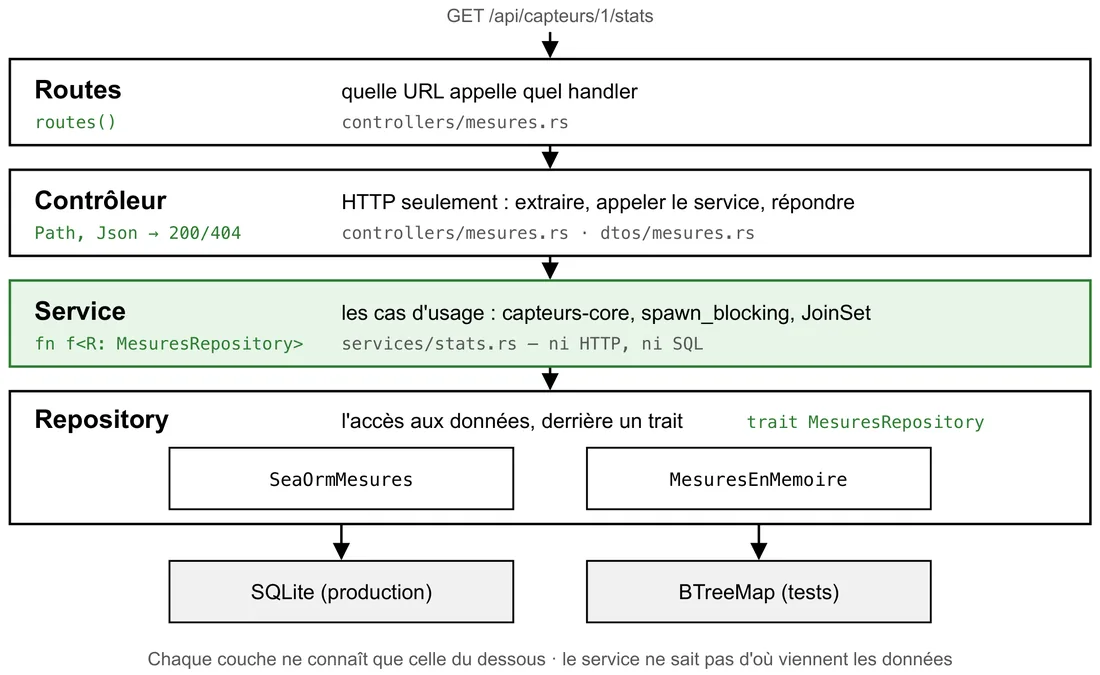 GET /api/capteurs/1/stats
Routes
quelle URL appelle quel handler
routes()
controllers/mesures.rs
Contrôleur
HTTP seulement : extraire, appeler le service, répondre
Path, Json → 200/404
controllers/mesures.rs · dtos/mesures.rs
Service
les cas d'usage : capteurs-core, spawn_blocking, JoinSet
fn f<R: MesuresRepository>
services/stats.rs — ni HTTP, ni SQL
Repository
l'accès aux données, derrière un trait
trait MesuresRepository
SeaOrmMesures
MesuresEnMemoire
SQLite (production)
BTreeMap (tests)
Chaque couche ne connaît que celle du dessous · le service ne sait pas d'où viennent les données